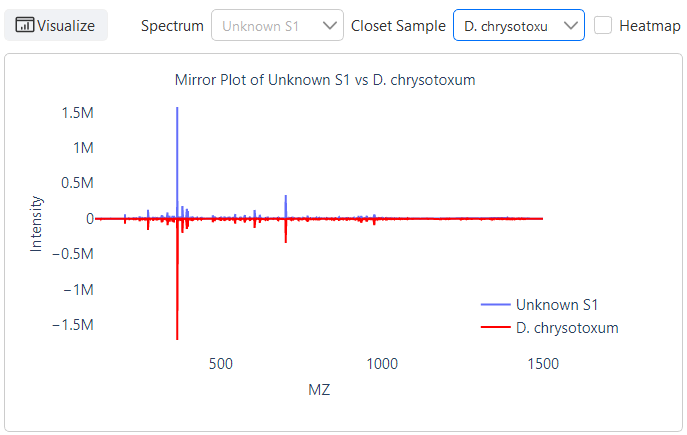 Visualize Spectrum Unknown S1 Closet Sample D. chrysotoxu Heatmap
Mirror Plot of Unknown S1 vs D. chrysotoxum
1.5M
1M
0.5M
0
−0.5M
−1M
−1.5M
Intensity
Unknown S1
D. chrysotoxum
500 1000 1500
MZ